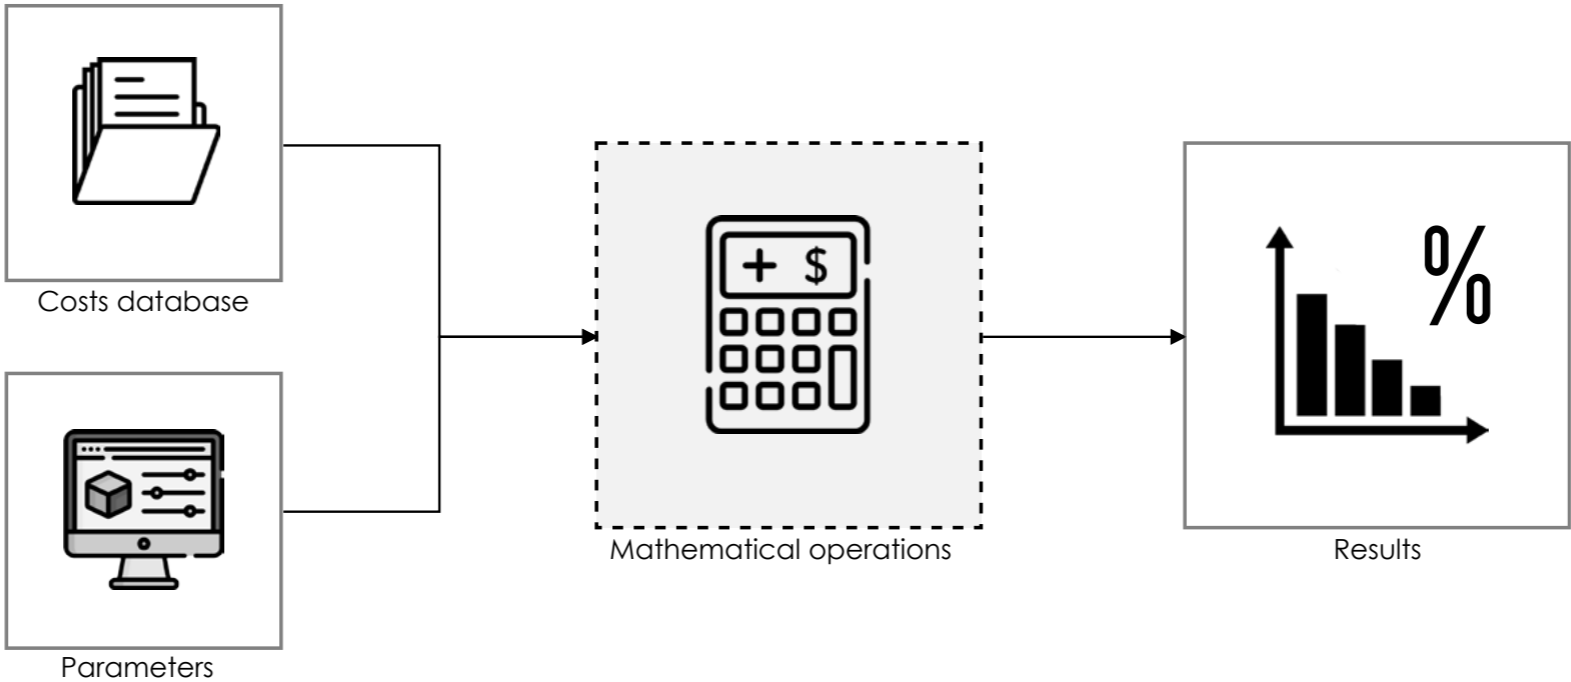 Costs database
Parameters
+ $
Mathematical operations
%
Results